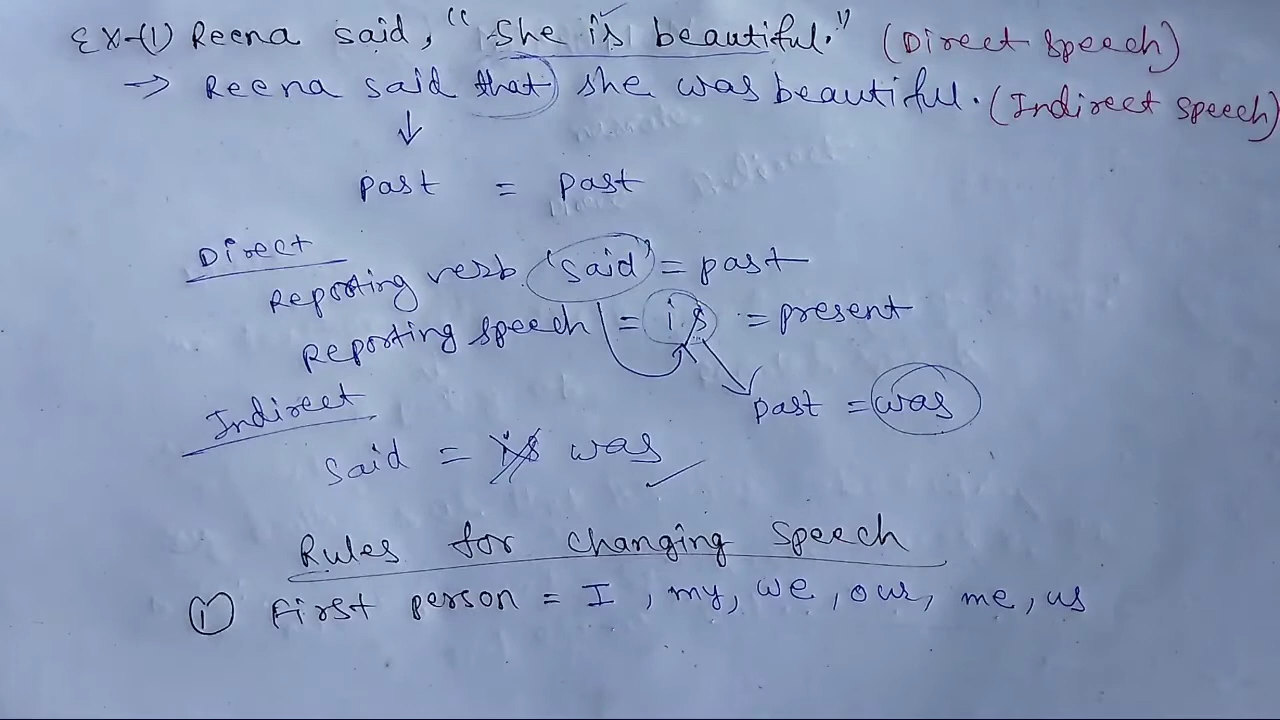 Ex-(1) Reena said, "She is beautiful." (Direct speech)
→ Reena said that she was beautiful. (Indirect speech)
↓
past = past
Direct
Reporting verb 'said' = past
Reporting speech = is = present
past = was
Indirect
said = is was ✓
Rules for changing speech
① First person = I, my, we, our, me, us